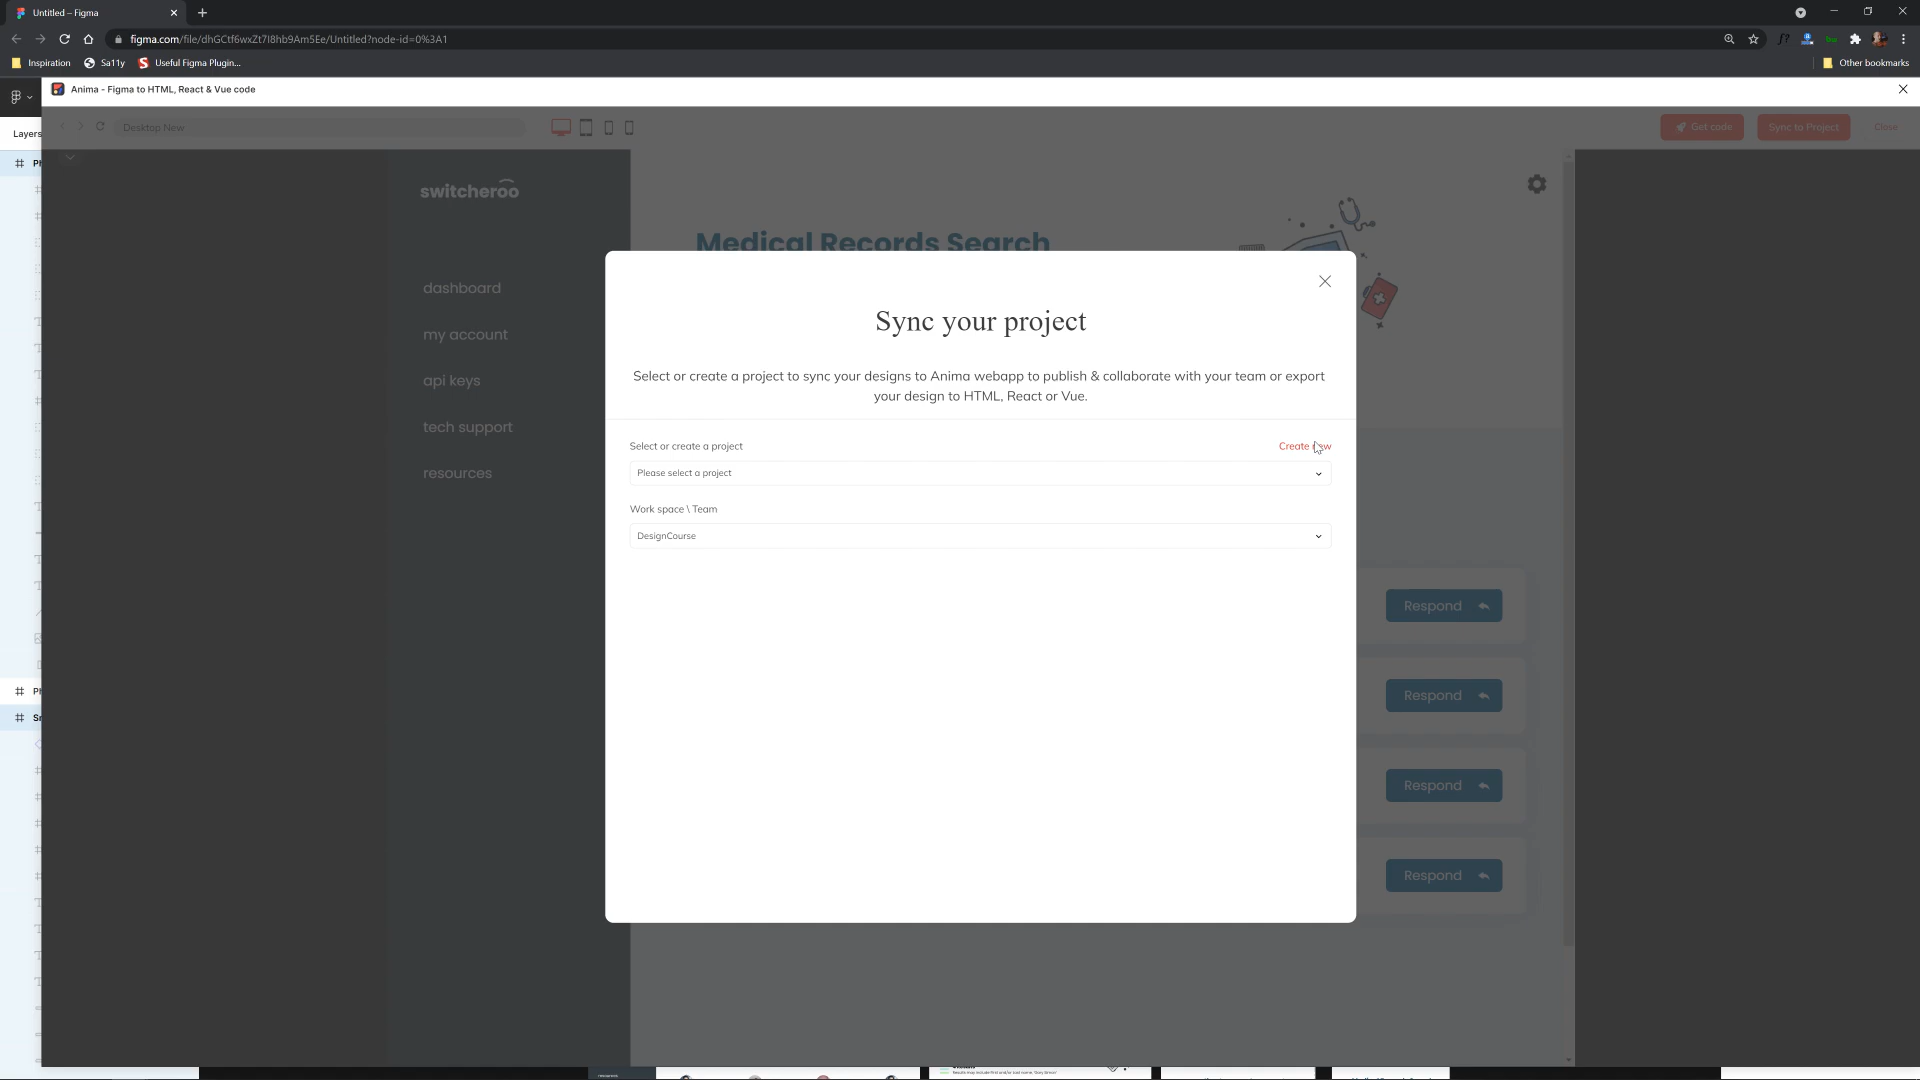 Untitled – Figma
figma.com/file/dhGCtf6wxZt7l8hb9Am5Ee/Untitled?node-id=0%3A1
Inspiration
Sa11y
Useful Figma Plugin...
Other bookmarks
Anima - Figma to HTML, React & Vue code
Layers
Desktop New
Get code
Sync to Project
Close
switcheroo
Medical Records Search
dashboard
my account
api keys
tech support
resources
Sync your project
Select or create a project to sync your designs to Anima webapp to publish & collaborate with your team or export
your design to HTML, React or Vue.
Select or create a project
Create new
Please select a project
Work space \ Team
DesignCourse
Respond
Respond
Respond
Respond